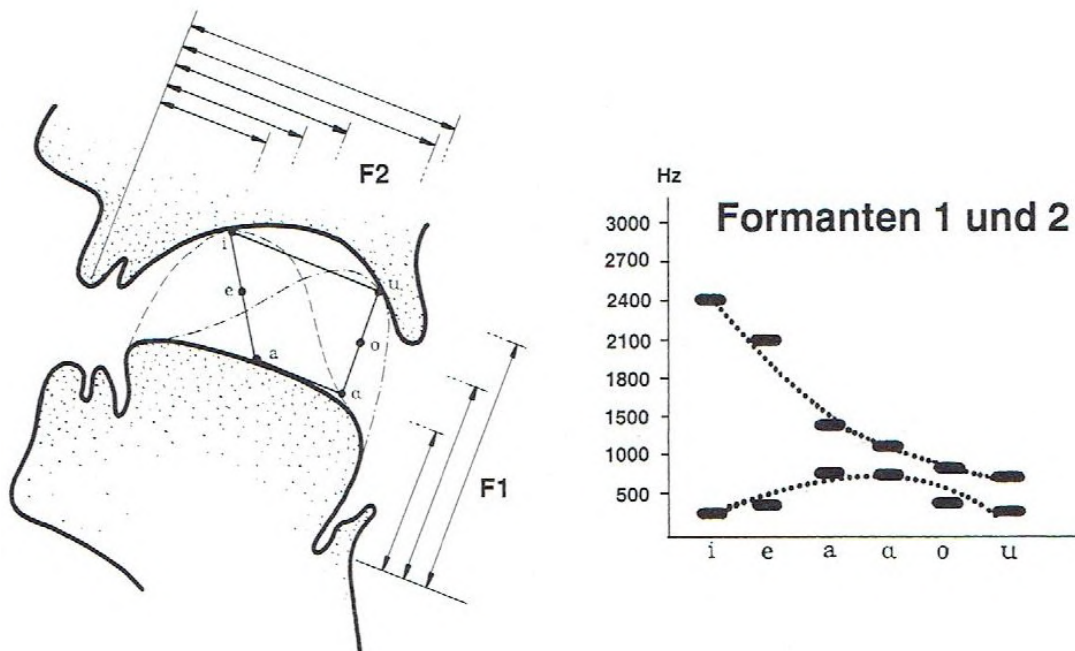 F2
i
e
u
a
o
ɑ
F1
Hz
Formanten 1 und 2
3000
2700
2400
2100
1800
1500
1000
500
i e a ɑ o u